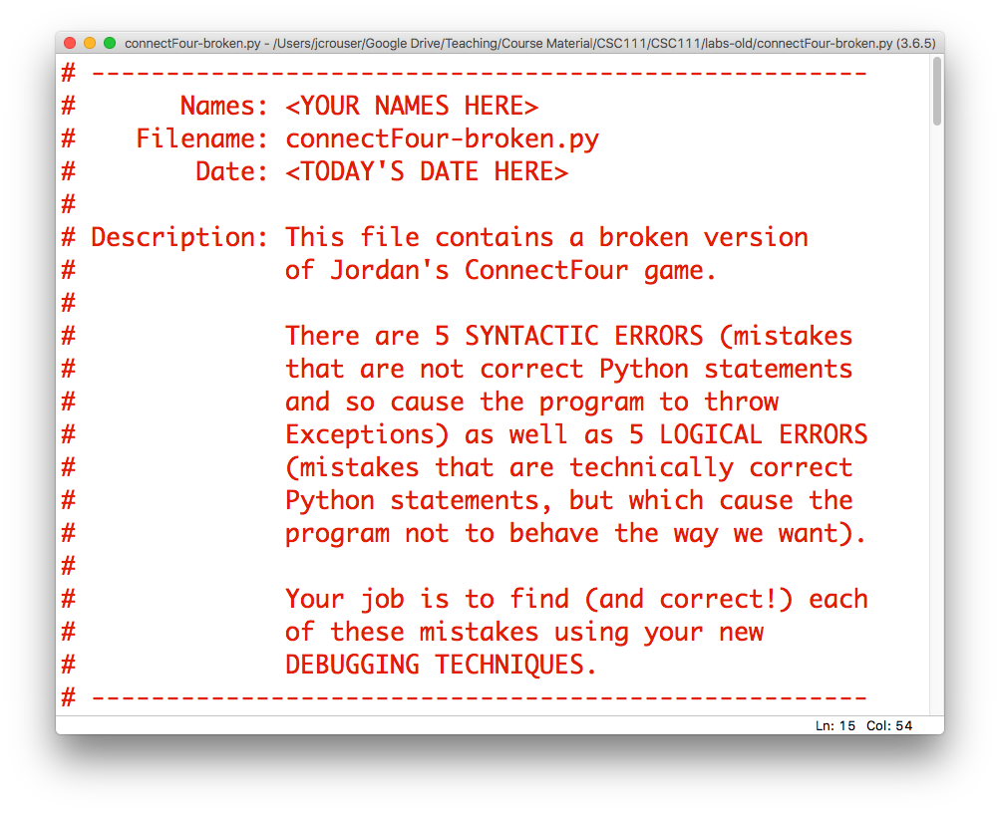 connectFour-broken.py - /Users/jcrouser/Google Drive/Teaching/Course Material/CSC111/CSC111/labs-old/connectFour-broken.py (3.6.5)
# ----------------------------------------------------
#       Names: <YOUR NAMES HERE>
#    Filename: connectFour-broken.py
#        Date: <TODAY'S DATE HERE>
#
# Description: This file contains a broken version
#              of Jordan's ConnectFour game.
#
#              There are 5 SYNTACTIC ERRORS (mistakes
#              that are not correct Python statements
#              and so cause the program to throw
#              Exceptions) as well as 5 LOGICAL ERRORS
#              (mistakes that are technically correct
#              Python statements, but which cause the
#              program not to behave the way we want).
#
#              Your job is to find (and correct!) each
#              of these mistakes using your new
#              DEBUGGING TECHNIQUES.
# ----------------------------------------------------
Ln: 15 Col: 54